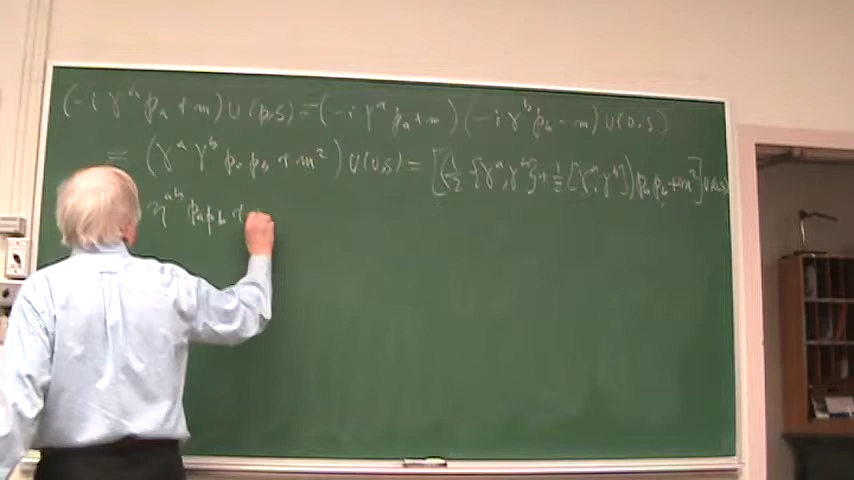 (-i γ^a p_a + m) U(p,s) = (-i γ^a p_a + m) (-i γ^b p_b - m) U(0,s)
= (γ^a γ^b p_a p_b + m²) U(0,s) = [(½ {γ^a, γ^b} + ½ [γ^a, γ^b]) p_a p_b + m²] U(0,s)
η^{ab} p_a p_b +